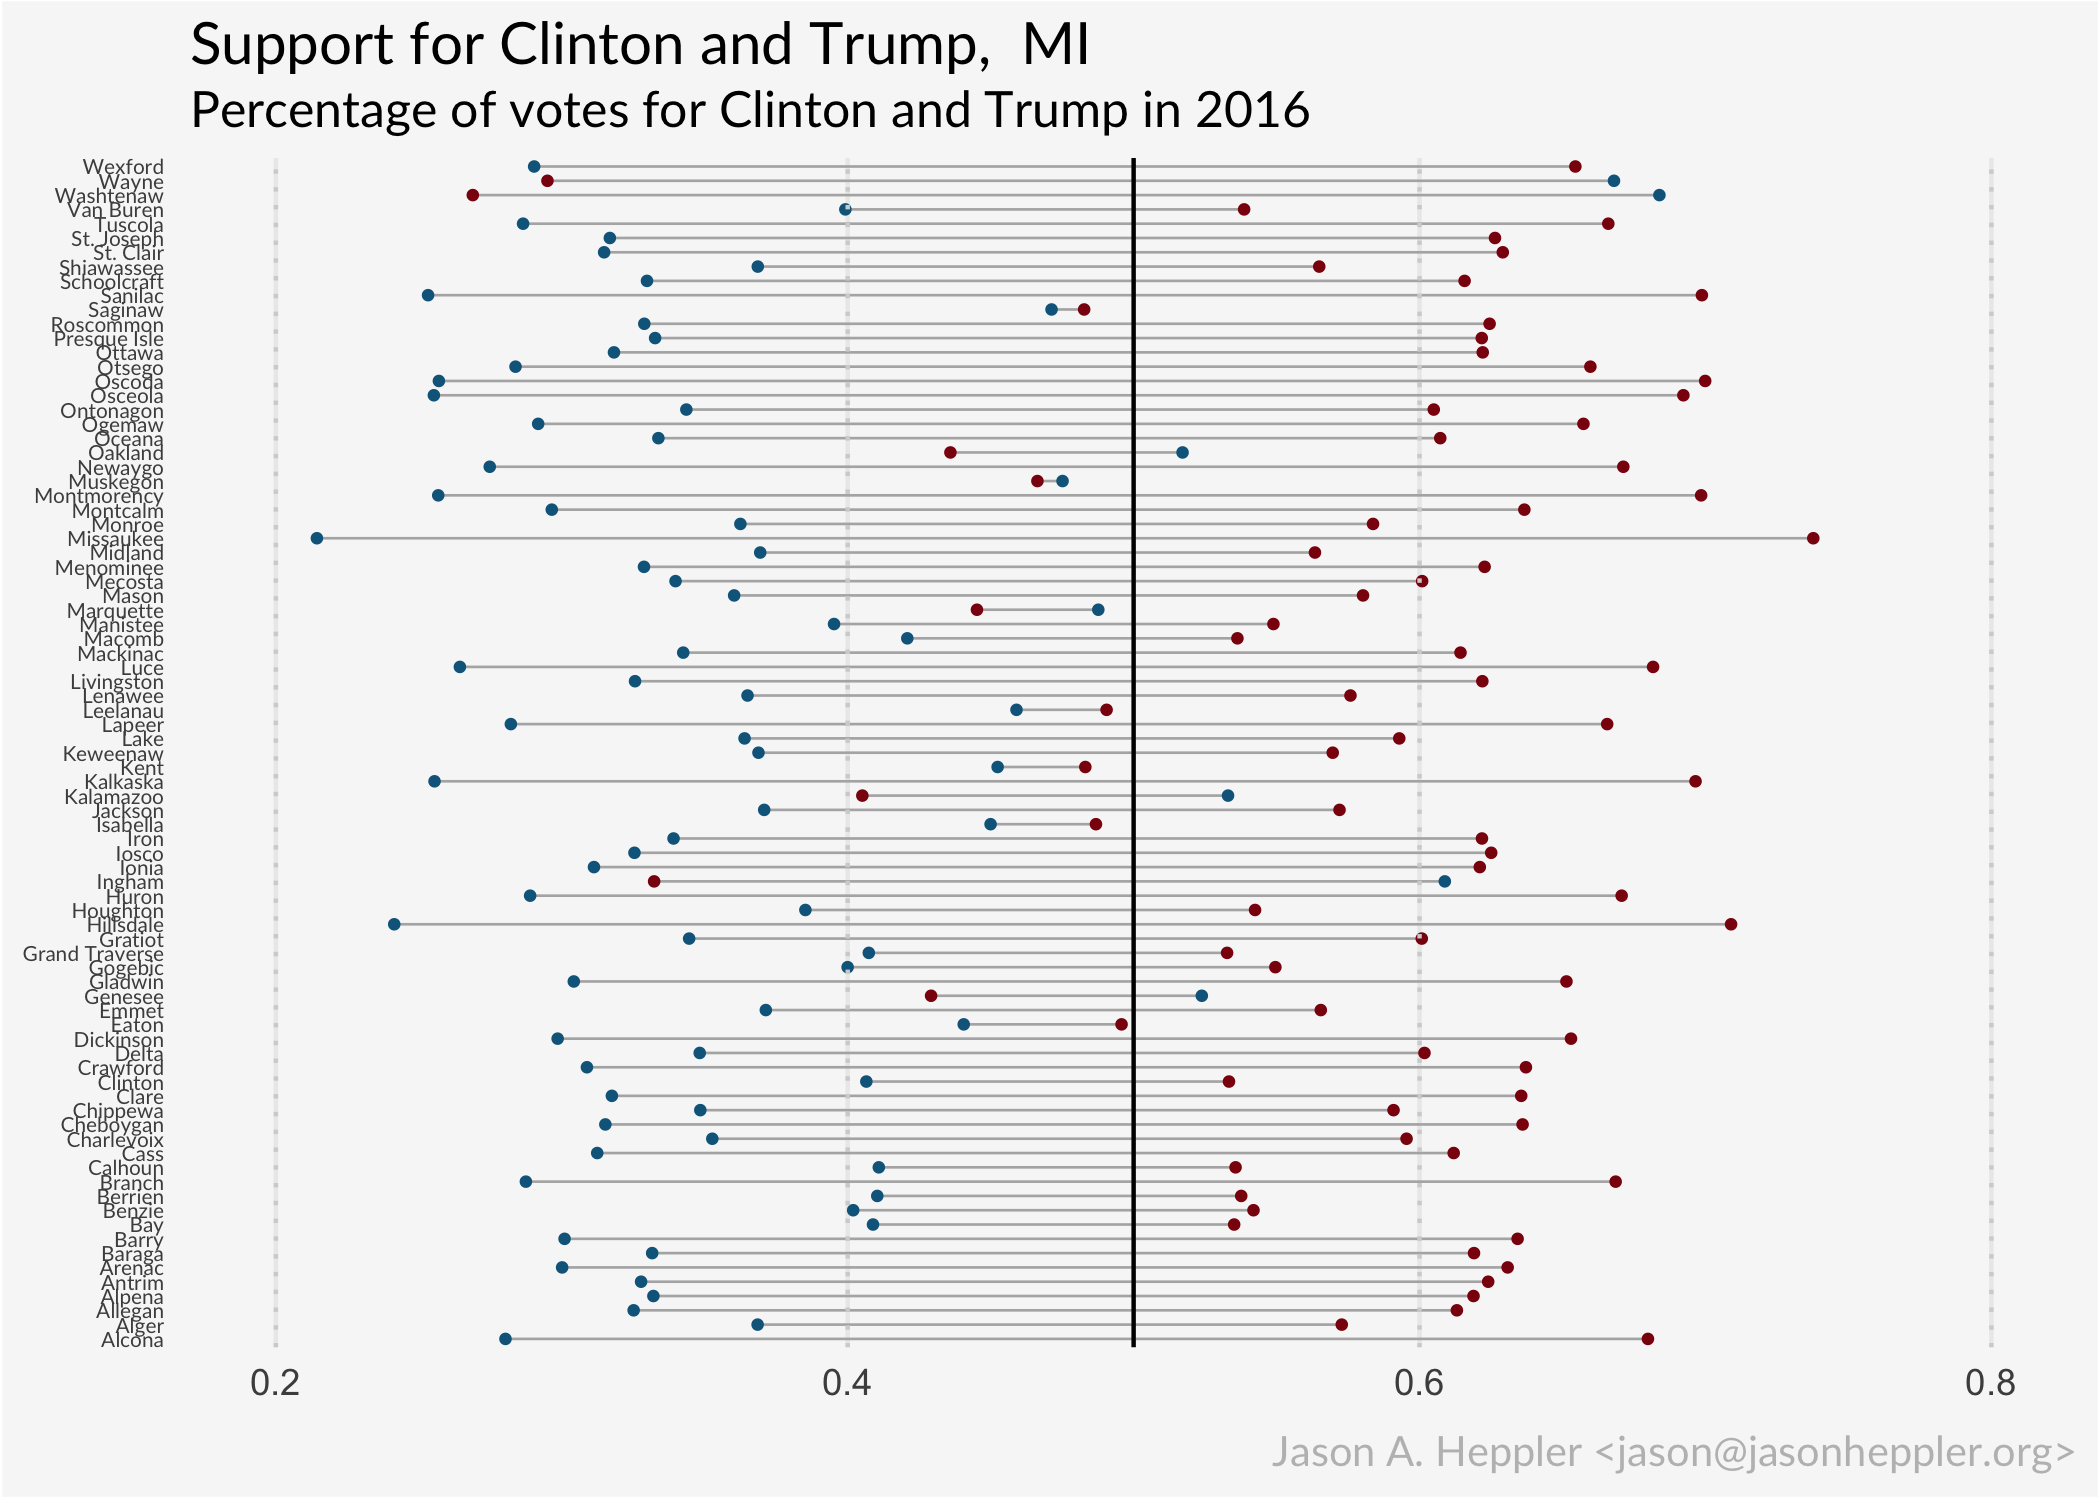 Support for Clinton and Trump,  MI
Percentage of votes for Clinton and Trump in 2016
Wexford
Wayne
Washtenaw
Van Buren
Tuscola
St. Joseph
St. Clair
Shiawassee
Schoolcraft
Sanilac
Saginaw
Roscommon
Presque Isle
Ottawa
Otsego
Oscoda
Osceola
Ontonagon
Ogemaw
Oceana
Oakland
Newaygo
Muskegon
Montmorency
Montcalm
Monroe
Missaukee
Midland
Menominee
Mecosta
Mason
Marquette
Manistee
Macomb
Mackinac
Luce
Livingston
Lenawee
Leelanau
Lapeer
Lake
Keweenaw
Kent
Kalkaska
Kalamazoo
Jackson
Isabella
Iron
Iosco
Ionia
Ingham
Huron
Houghton
Hillsdale
Gratiot
Grand Traverse
Gogebic
Gladwin
Genesee
Emmet
Eaton
Dickinson
Delta
Crawford
Clinton
Clare
Chippewa
Cheboygan
Charlevoix
Cass
Calhoun
Branch
Berrien
Benzie
Bay
Barry
Baraga
Arenac
Antrim
Alpena
Allegan
Alger
Alcona
0.2 0.4 0.6 0.8
Jason A. Heppler <jason@jasonheppler.org>